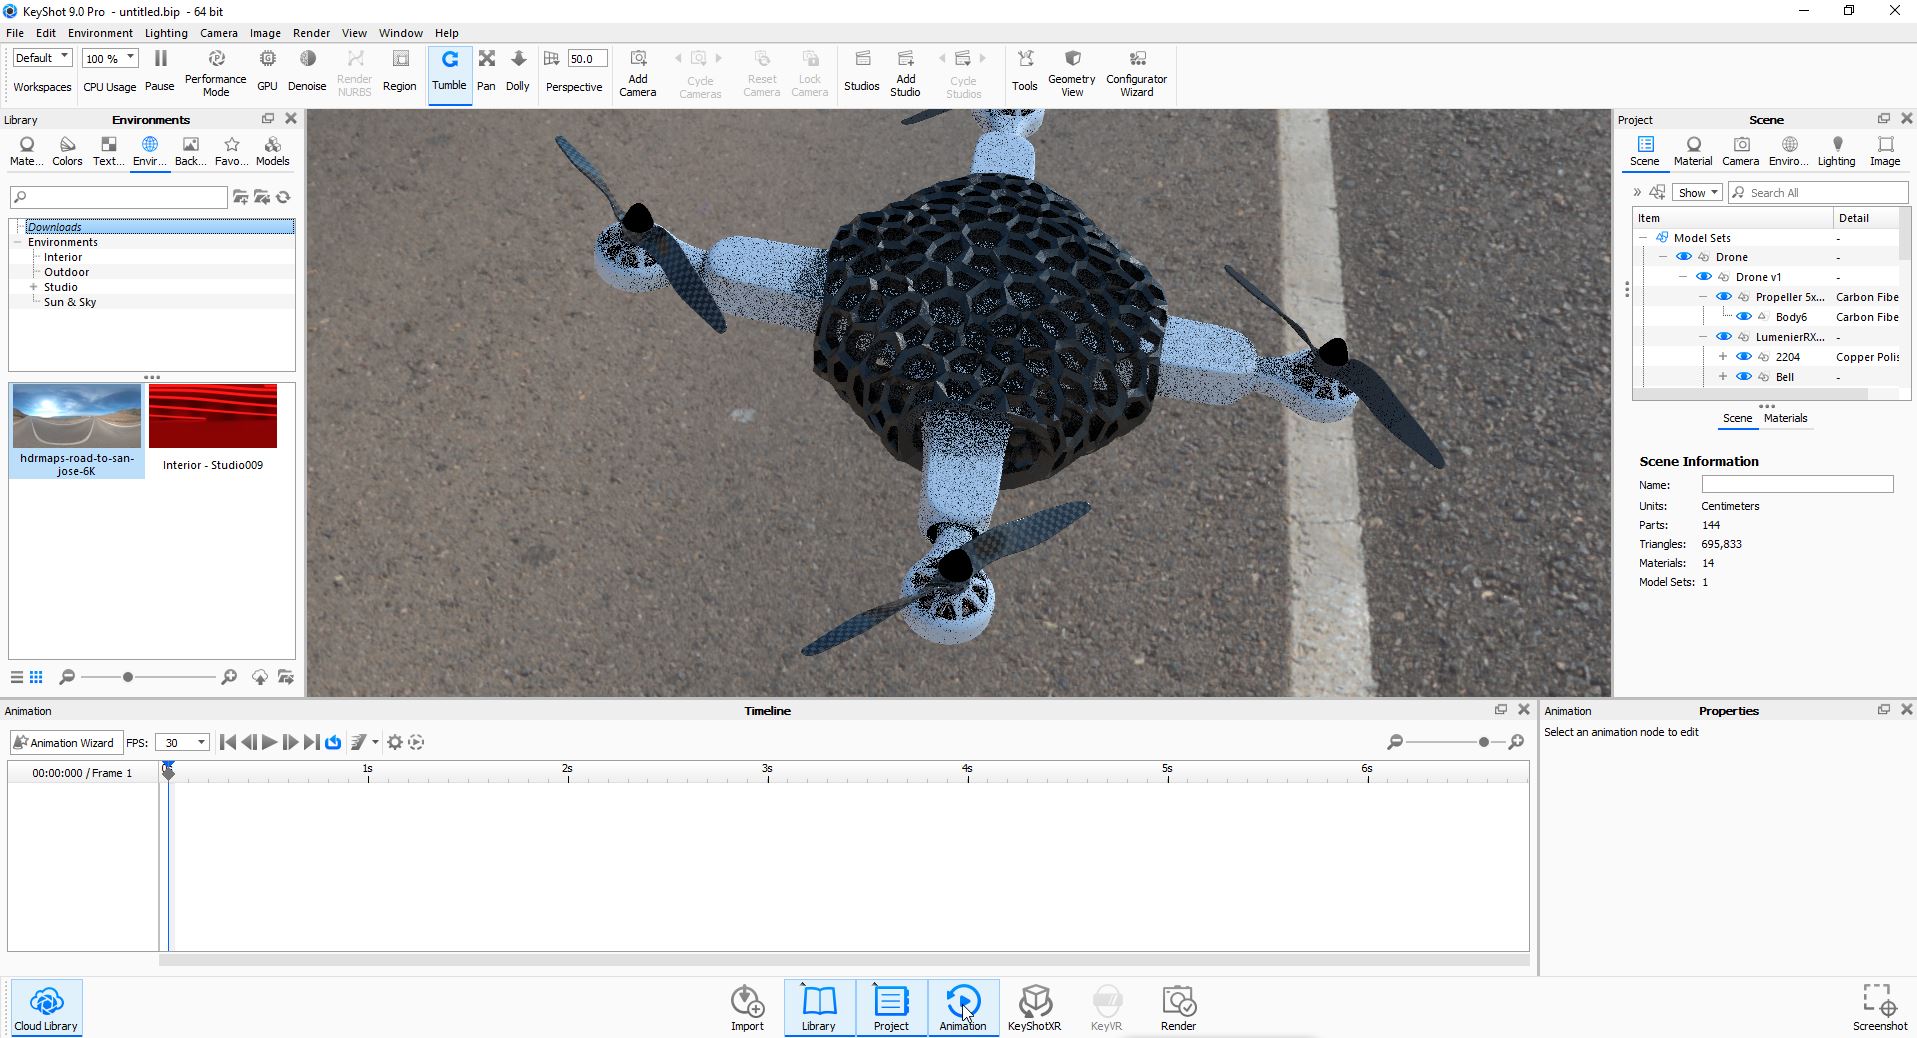 KeyShot 9.0 Pro - untitled.bip - 64 bit
File Edit Environment Lighting Camera Image Render View Window Help
Default
100 %
50.0
Workspaces
CPU Usage
Pause
Performance
Mode
GPU
Denoise
Render
NURBS
Region
Tumble
Pan
Dolly
Perspective
Add
Camera
Cycle
Cameras
Reset
Camera
Lock
Camera
Studios
Add
Studio
Cycle
Studios
Tools
Geometry
View
Configurator
Wizard
Library
Environments
Mate... Colors Text... Envir... Back... Favo... Models
Downloads
Environments
Interior
Outdoor
Studio
Sun & Sky
hdrmaps-road-to-san-
jose-6K
Interior - Studio009
Project
Scene
Scene Material Camera Enviro... Lighting Image
Show
Search All
Item Detail
Model Sets -
Drone -
Drone v1 -
Propeller 5x... Carbon Fibe
Body6 Carbon Fibe
LumenierRX... -
2204 Copper Polis
Bell -
Scene Materials
Scene Information
Name:
Units: Centimeters
Parts: 144
Triangles: 695,833
Materials: 14
Model Sets: 1
Animation
Timeline
Animation Wizard FPS: 30
00:00:000 / Frame 1
1s 2s 3s 4s 5s 6s
Animation
Properties
Select an animation node to edit
Cloud Library
Import
Library
Project
Animation
KeyShotXR
KeyVR
Render
Screenshot